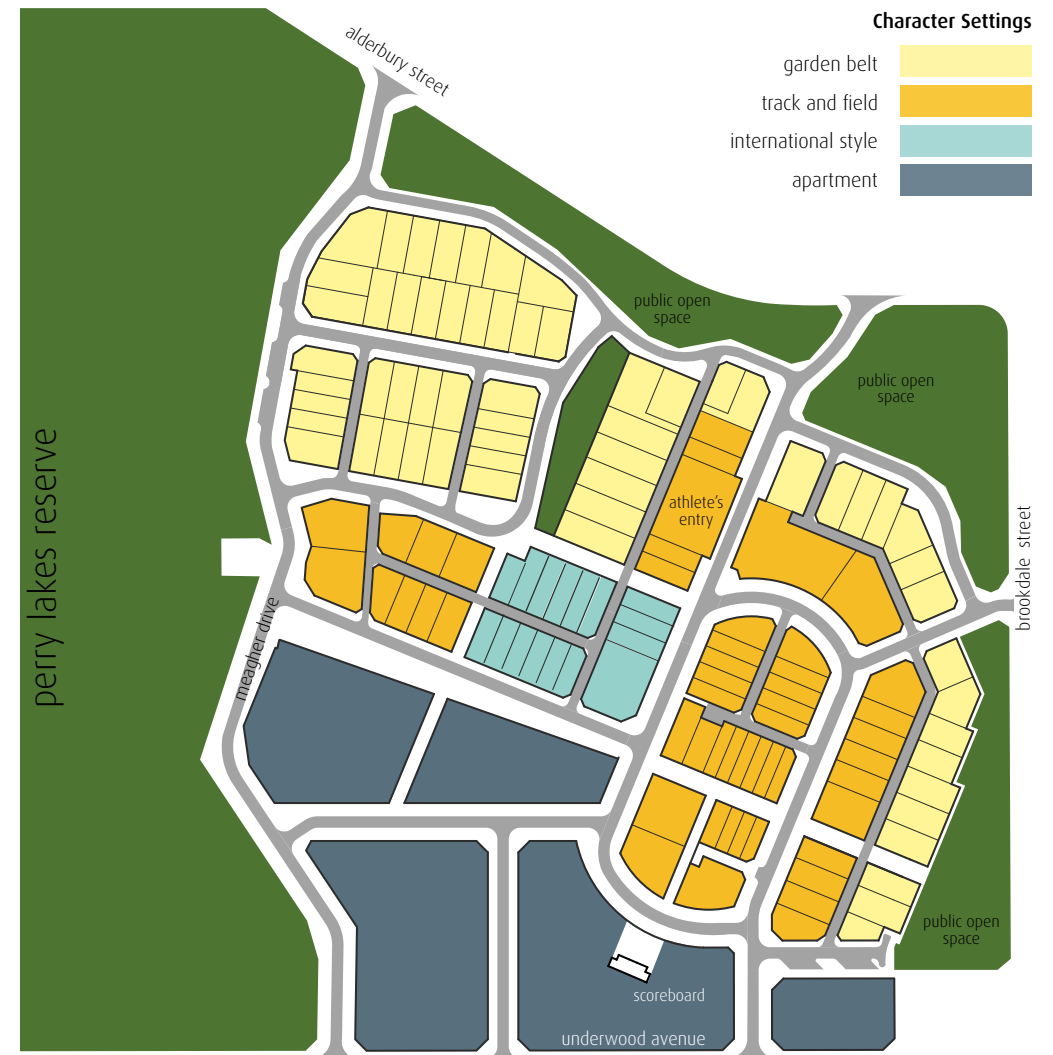 Character Settings
garden belt
track and field
international style
apartment
alderbury street
public open
space
public open
space
perry lakes reserve
athlete's
entry
brookdale street
meagher drive
public open
space
scoreboard
underwood avenue